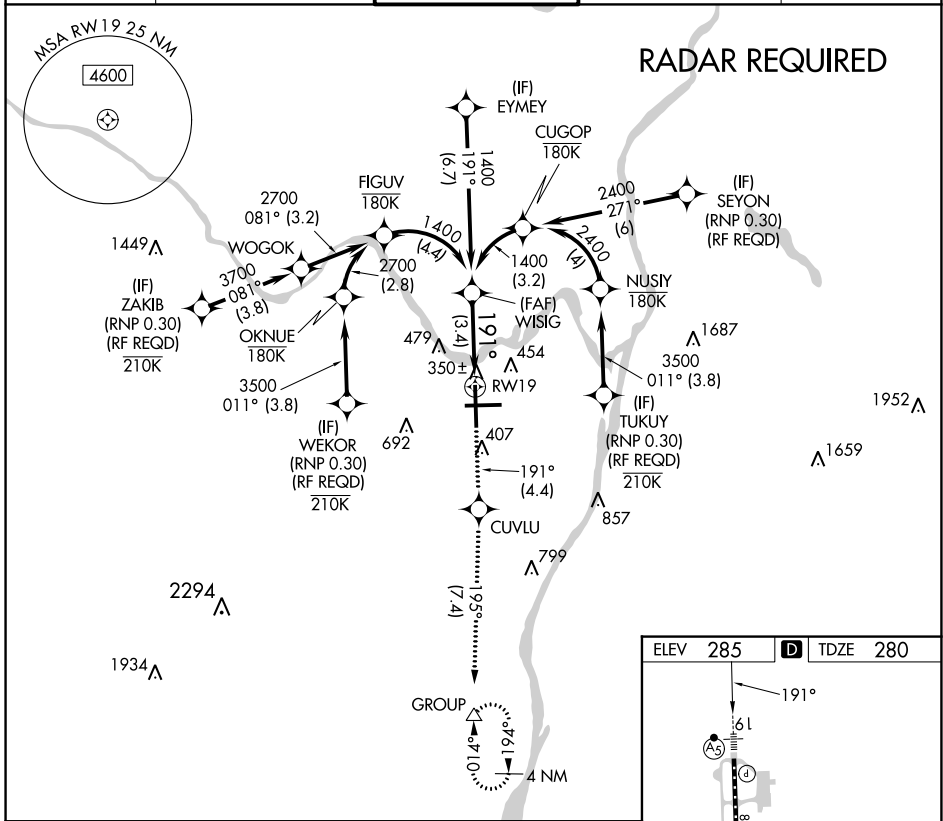 MSA RW19 25 NM
4600
RADAR REQUIRED
(IF)
EYMEY
1400
191°
(6.7)
CUGOP
180K
2400
271°
(6)
(IF)
SEYON
(RNP 0.30)
(RF REQD)
FIGUV
180K
2700
081° (3.2)
1449
WOGOK
1400
(4.4)
1400
(3.2)
2400
(4)
3700
081°
(3.8)
2700
(2.8)
(IF)
ZAKIB
(RNP 0.30)
(RF REQD)
210K
OKNUE
180K
NUSIY
180K
(FAF)
WISIG
191°
(3.4)
479
350±
454
RW19
1687
3500
011° (3.8)
3500
011° (3.8)
(IF)
WEKOR
(RNP 0.30)
(RF REQD)
210K
692
407
(IF)
TUKUY
(RNP 0.30)
(RF REQD)
210K
1952
1659
191°
(4.4)
CUVLU
857
799
195°
(7.4)
2294
1934
GROUP
014°
194°
4 NM
ELEV 285
D
TDZE 280
191°
19
A5
P
8